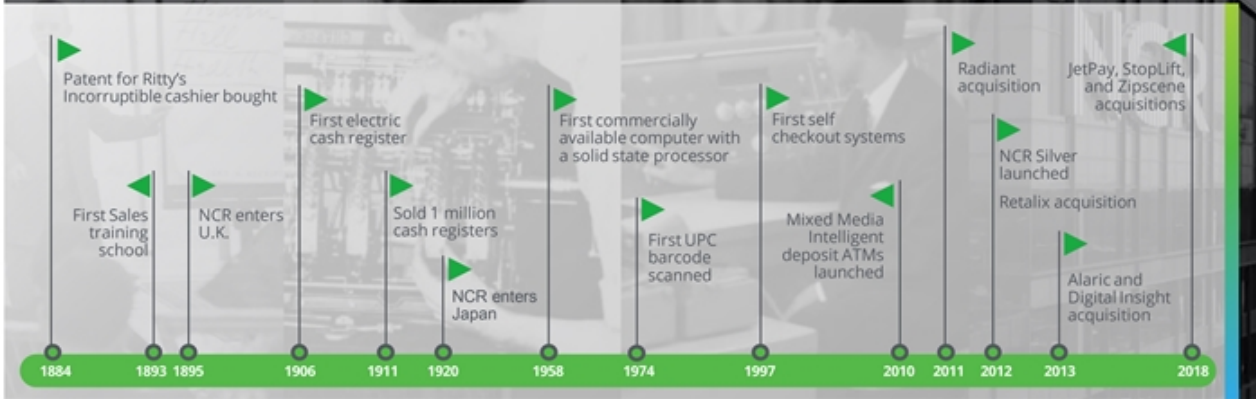 Patent for Ritty's
Incorruptible cashier bought
First Sales
training
school
NCR enters
U.K.
First electric
cash register
Sold 1 million
cash registers
NCR enters
Japan
First commercially
available computer with
a solid state processor
First UPC
barcode
scanned
First self
checkout systems
Mixed Media
Intelligent
deposit ATMs
launched
Radiant
acquisition
NCR Silver
launched
Retalix acquisition
Alaric and
Digital Insight
acquisition
JetPay, StopLift,
and Zipscene
acquisitions
NCR
NCR
1884 1893 1895 1906 1911 1920 1958 1974 1997 2010 2011 2012 2013 2018